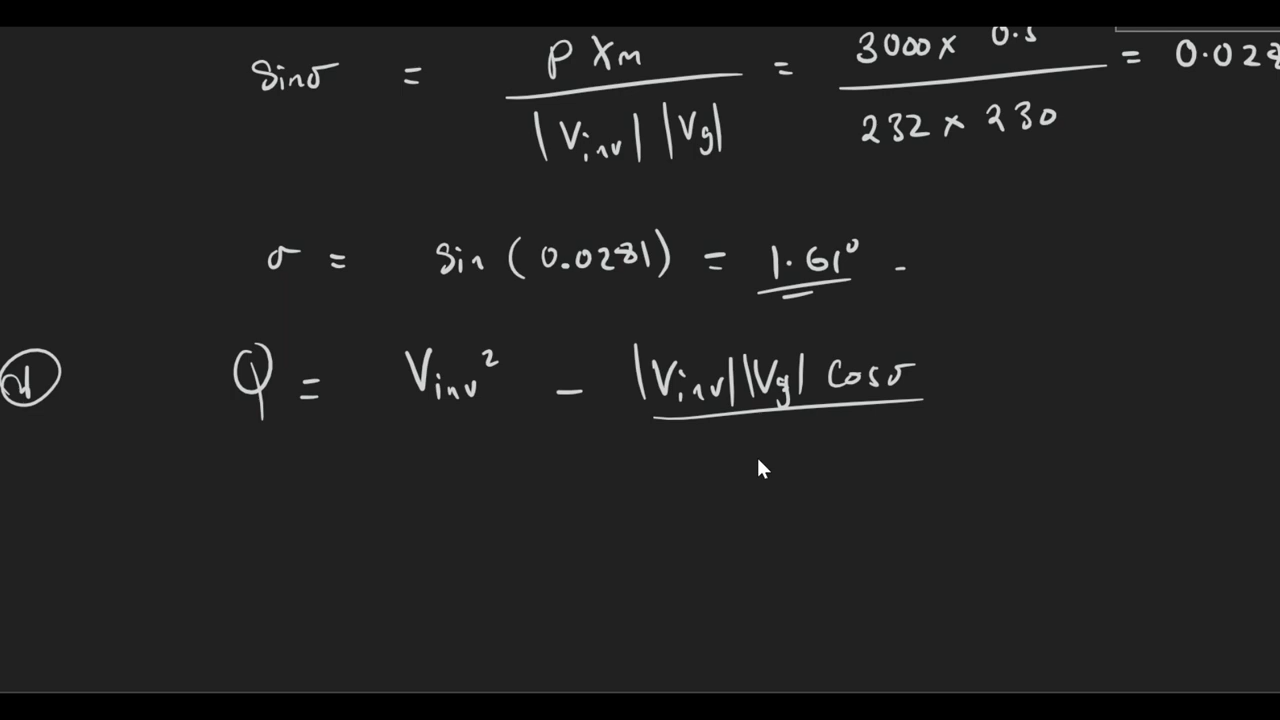 Sinσ = P Xm / |Vinv| |Vg| = 3000 x 0.5 / 232 x 230 = 0.028
σ = Sin (0.0281) = 1.61°
d Q = Vinv² - |Vinv||Vg| Cosσ